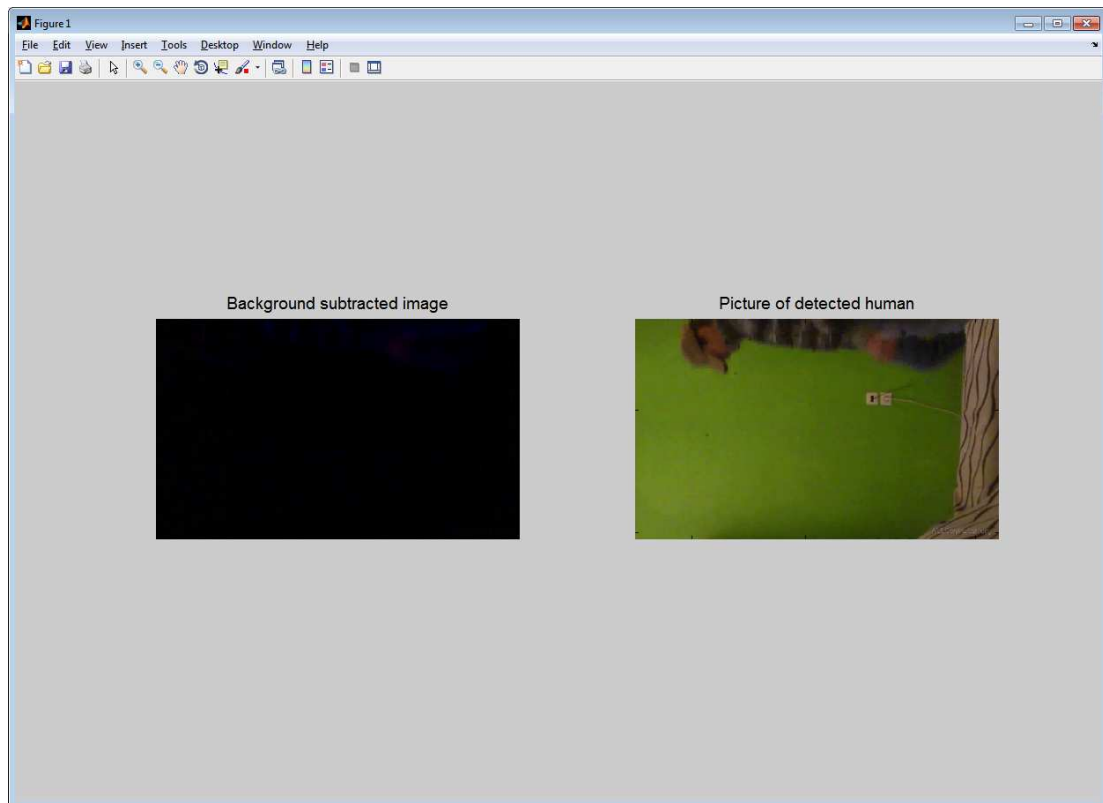 Figure 1
File Edit View Insert Tools Desktop Window Help
Background subtracted image
Picture of detected human